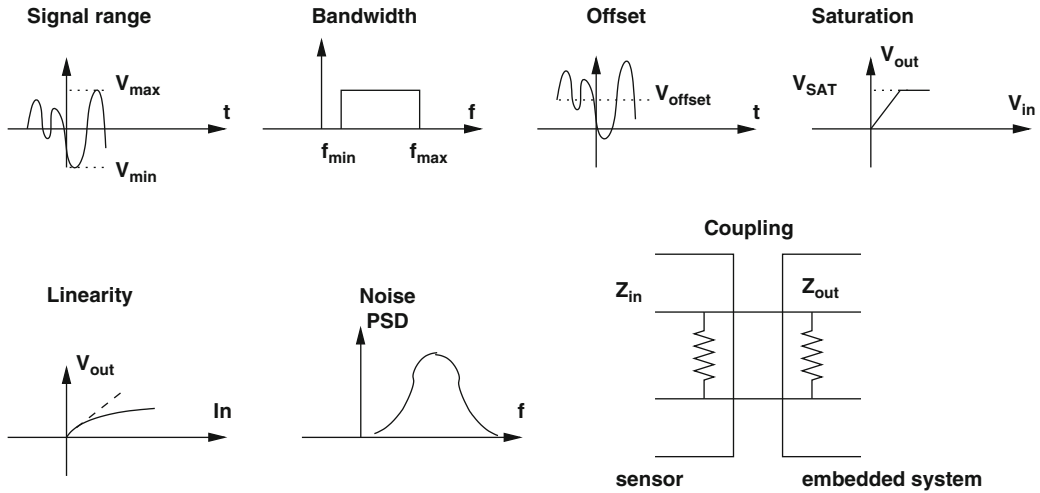 Signal range
V_max
t
V_min
Bandwidth
f
f_min
f_max
Offset
V_offset
Saturation
V_out
V_SAT
V_in
Linearity
V_out
In
Noise
PSD
f
Coupling
Z_in
Z_out
sensor
embedded system